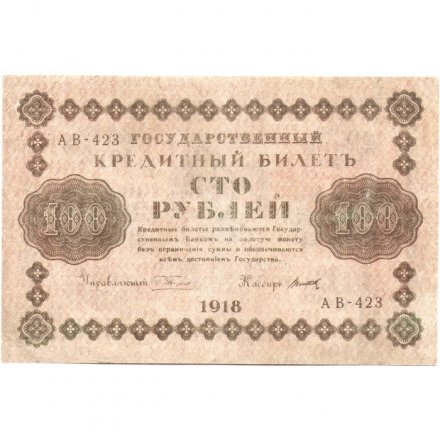 АВ-423 ГОСУДАРСТВЕННЫЙ
КРЕДИТНЫЙ БИЛЕТЪ
100 СТО 100
РУБЛЕЙ
Кредитные билеты размѣниваются Государ-
ственнымъ Банкомъ на золотую монету
безъ ограниченія суммы и обезпечиваются
всѣмъ достояніемъ Государства.
Управляющій Кассиръ
1918 АВ-423